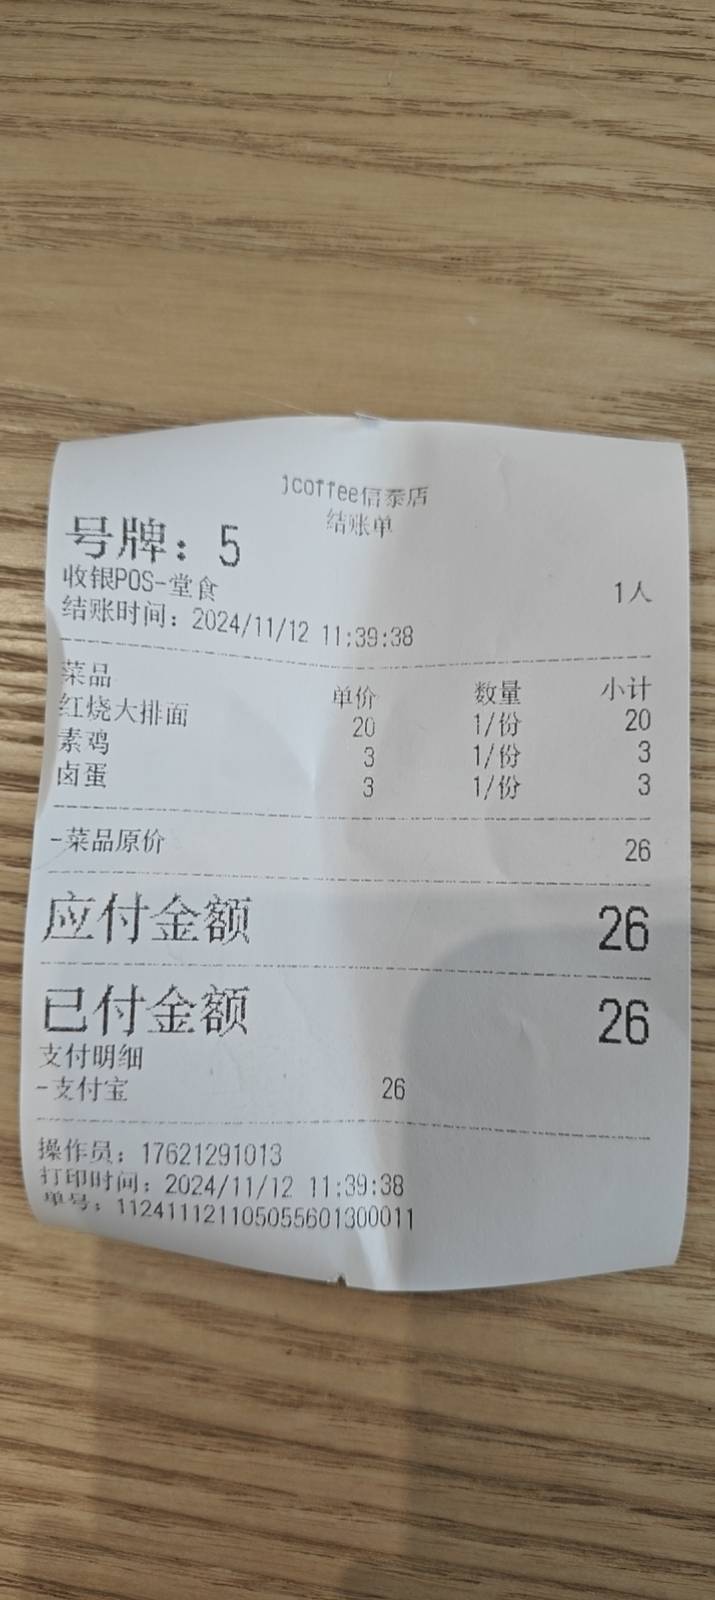 jcoffee信泰店
结账单
号牌：5
收银POS-堂食 1人
结账时间：2024/11/12 11:39:38
菜品 单价 数量 小计
红烧大排面 20 1/份 20
素鸡 3 1/份 3
卤蛋 3 1/份 3
-菜品原价 26
应付金额 26
已付金额 26
支付明细
-支付宝 26
操作员：17621291013
打印时间：2024/11/12 11:39:38
单号：112411121105055601300011